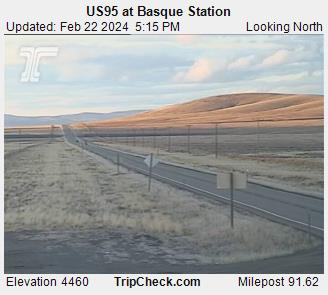 US95 at Basque Station
Updated: Feb 22 2024 5:15 PM Looking North
Elevation 4460 TripCheck.com Milepost 91.62